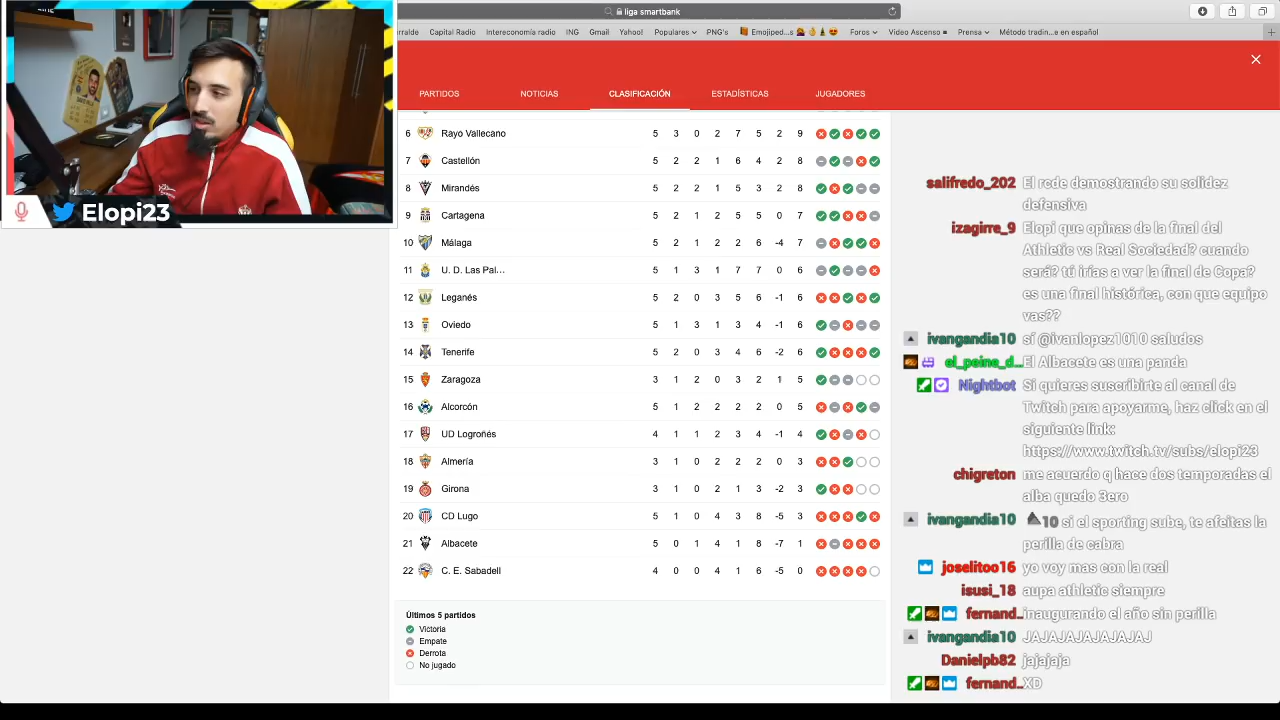 liga smartbank
Capital Radio Intereconomía radio ING Gmail Yahoo! Populares PNG's Emojiped... Foros Video Ascenso Prensa Método tradin...e en español
PARTIDOS NOTICIAS CLASIFICACIÓN ESTADÍSTICAS JUGADORES
6 Rayo Vallecano 5 3 0 2 7 5 2 9
7 Castellón 5 2 2 1 6 4 2 8
8 Mirandés 5 2 2 1 5 3 2 8
9 Cartagena 5 2 1 2 5 5 0 7
10 Málaga 5 2 1 2 2 6 -4 7
11 U. D. Las Pal... 5 1 3 1 7 7 0 6
12 Leganés 5 2 0 3 5 6 -1 6
13 Oviedo 5 1 3 1 3 4 -1 6
14 Tenerife 5 2 0 3 4 6 -2 6
15 Zaragoza 3 1 2 0 3 2 1 5
16 Alcorcón 5 1 2 2 2 2 0 5
17 UD Logroñés 4 1 1 2 3 4 -1 4
18 Almería 3 1 0 2 2 2 0 3
19 Girona 3 1 0 2 1 3 -2 3
20 CD Lugo 5 1 0 4 3 8 -5 3
21 Albacete 5 0 1 4 1 8 -7 1
22 C. E. Sabadell 4 0 0 4 1 6 -5 0
Últimos 5 partidos
Victoria
Empate
Derrota
No jugado
Elopi23
salifredo_202 El rcde demostrando su solidez
defensiva
izagirre_9 Elopi que opinas de la final del
Athletic vs Real Sociedad? cuando
será? tú irías a ver la final de Copa?
es una final histórica, con que equipo
vas??
ivangandia10 sí @ivanlopez1010 saludos
el_peine_d... El Albacete es una panda
Nightbot Si quieres suscribirte al canal de
Twitch para apoyarme, haz click en el
siguiente link:
https://www.twitch.tv/subs/elopi23
chigreton me acuerdo q hace dos temporadas el
alba quedo 3ero
ivangandia10 10 si el sporting sube, te afeitas la
perilla de cabra
joselitoo16 yo voy mas con la real
isusi_18 aupa athletic siempre
fernand... inaugurando el año sin perilla
ivangandia10 JAJAJAJAJAJAJAJ
Danielpb82 jajajaja
fernand... XD